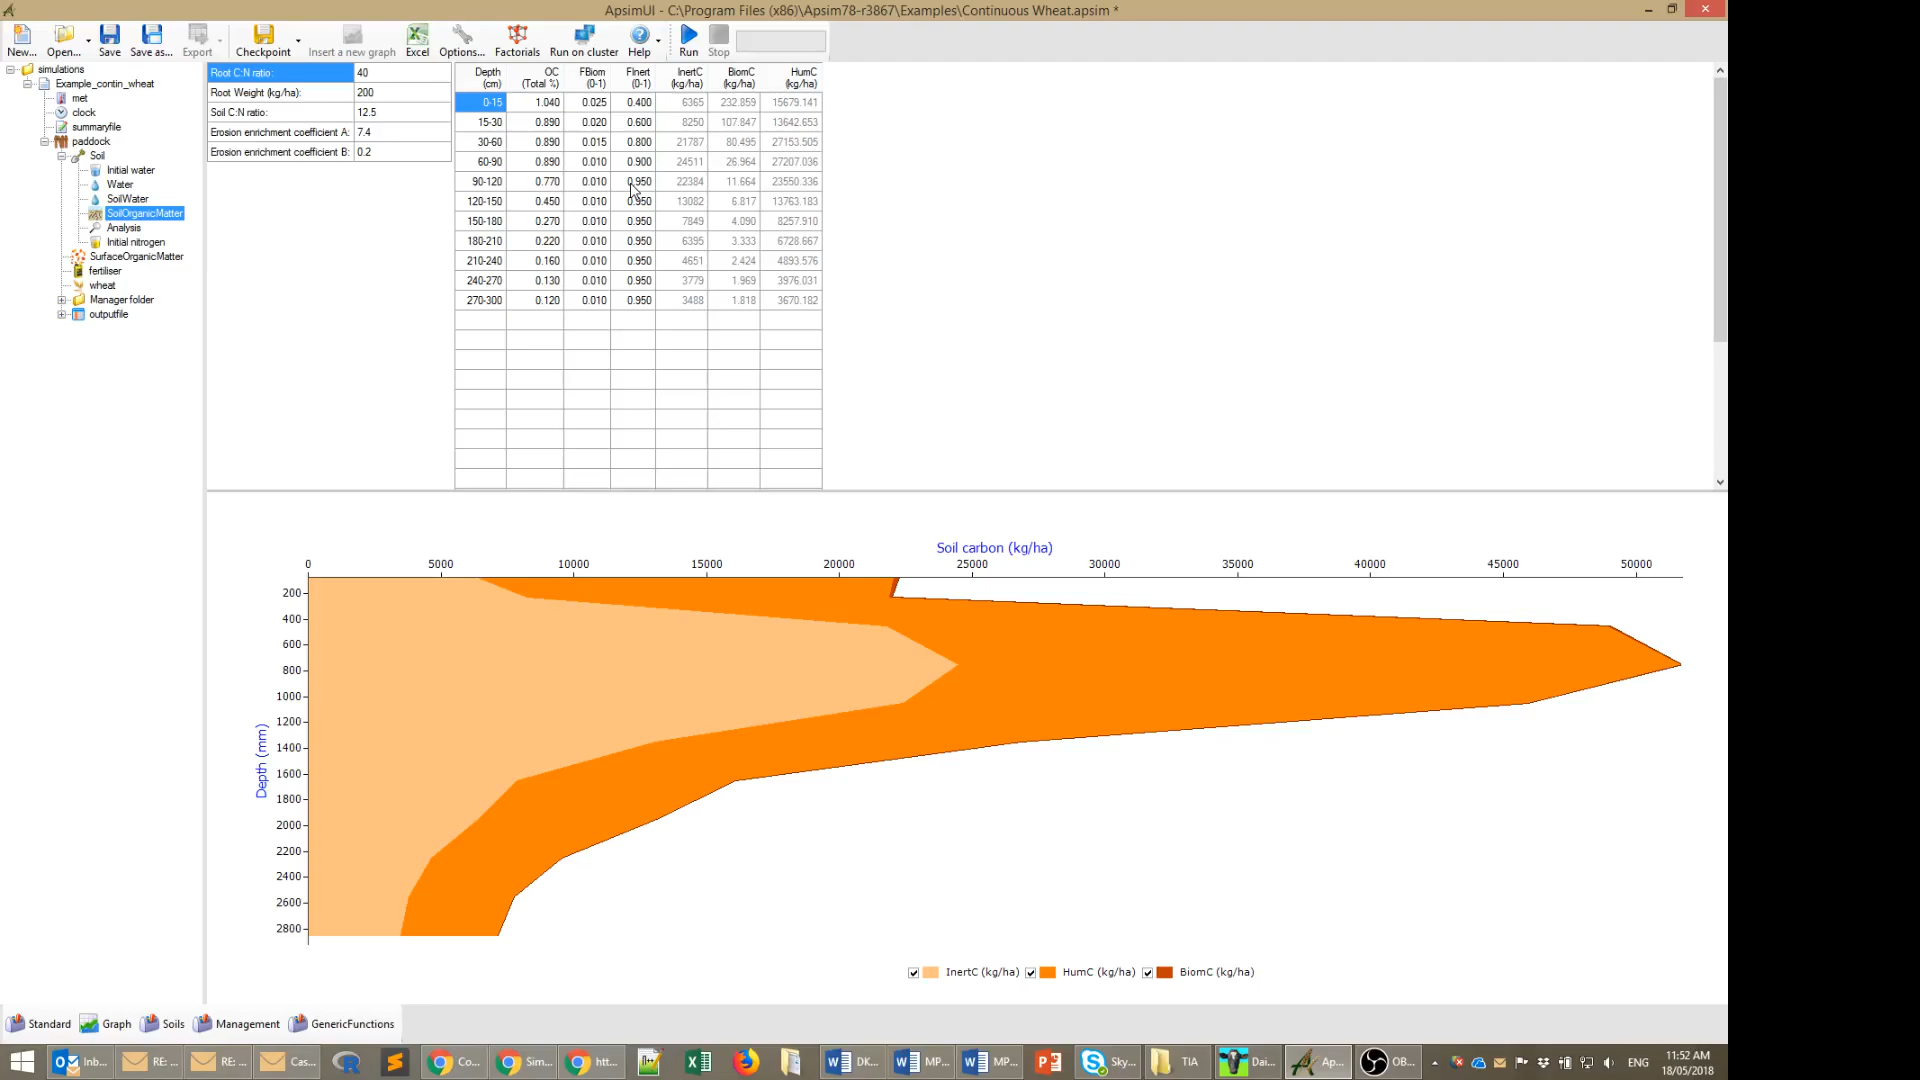 ApsimUI - C:\Program Files (x86)\Apsim78-r3867\Examples\Continuous Wheat.apsim *
New... Open... Save Save as... Export Checkpoint Insert a new graph Excel Options... Factorials Run on cluster Help Run Stop
simulations
Example_contin_wheat
met
clock
summaryfile
paddock
Soil
Initial water
Water
SoilWater
SoilOrganicMatter
Analysis
Initial nitrogen
SurfaceOrganicMatter
fertiliser
wheat
Manager folder
outputfile
Root C:N ratio: 40
Root Weight (kg/ha): 200
Soil C:N ratio: 12.5
Erosion enrichment coefficient A: 7.4
Erosion enrichment coefficient B: 0.2
Depth OC FBiom FInert InertC BiomC HumC
(cm) (Total %) (0-1) (0-1) (kg/ha) (kg/ha) (kg/ha)
0-15 1.040 0.025 0.400 6365 232.859 15679.141
15-30 0.890 0.020 0.600 8250 107.847 13642.653
30-60 0.890 0.015 0.800 21787 80.495 27153.505
60-90 0.890 0.010 0.900 24511 26.964 27207.036
90-120 0.770 0.010 0.950 22384 11.664 23550.336
120-150 0.450 0.010 0.950 13082 6.817 13763.183
150-180 0.270 0.010 0.950 7849 4.090 8257.910
180-210 0.220 0.010 0.950 6395 3.333 6728.667
210-240 0.160 0.010 0.950 4651 2.424 4893.576
240-270 0.130 0.010 0.950 3779 1.969 3976.031
270-300 0.120 0.010 0.950 3488 1.818 3670.182
Soil carbon (kg/ha)
0 5000 10000 15000 20000 25000 30000 35000 40000 45000 50000
Depth (mm)
200
400
600
800
1000
1200
1400
1600
1800
2000
2200
2400
2600
2800
InertC (kg/ha) HumC (kg/ha) BiomC (kg/ha)
Standard Graph Soils Management GenericFunctions
Inb... RE: ... RE: ... Cas... Co... Sim... htt... DK... MP... MP... Sky... TIA Dai... Ap... OB... ENG
11:52 AM
18/05/2018